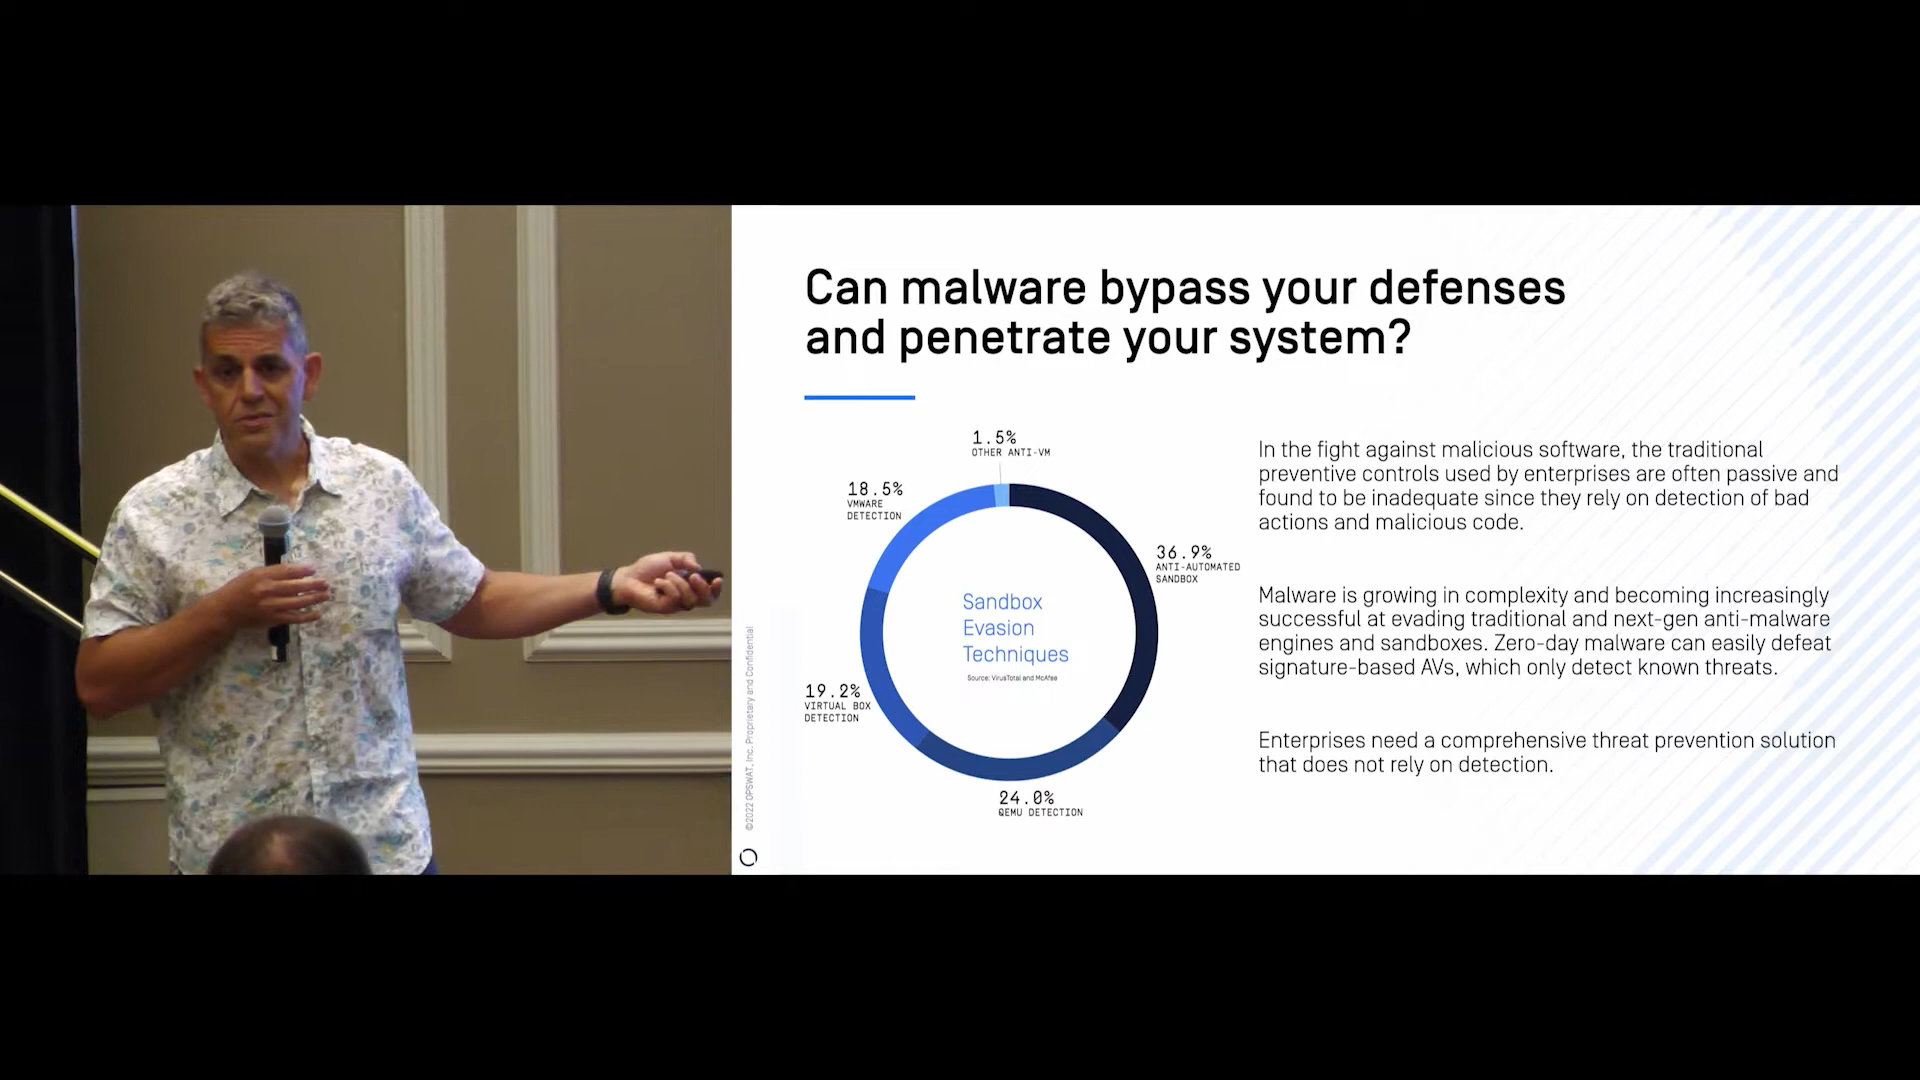 Can malware bypass your defenses
and penetrate your system?
1.5%
OTHER ANTI-VM
18.5%
VMWARE
DETECTION
36.9%
ANTI-AUTOMATED
SANDBOX
Sandbox
Evasion
Techniques
Source: VirusTotal and McAfee
19.2%
VIRTUAL BOX
DETECTION
24.0%
QEMU DETECTION
In the fight against malicious software, the traditional
preventive controls used by enterprises are often passive and
found to be inadequate since they rely on detection of bad
actions and malicious code.
Malware is growing in complexity and becoming increasingly
successful at evading traditional and next-gen anti-malware
engines and sandboxes. Zero-day malware can easily defeat
signature-based AVs, which only detect known threats.
Enterprises need a comprehensive threat prevention solution
that does not rely on detection.
©2022 OPSWAT, Inc. Proprietary and Confidential